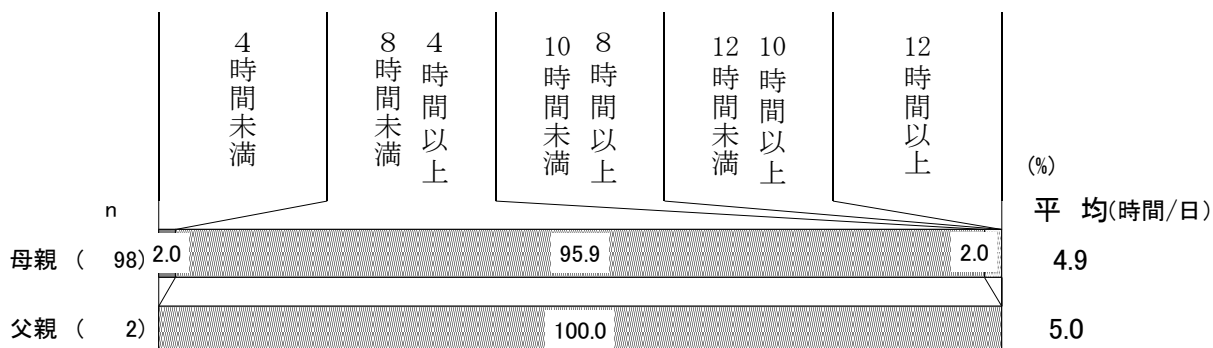 4時間未満
4時間以上
8時間未満
8時間以上
10時間未満
10時間以上
12時間未満
12時間以上
(%)
n
平 均(時間/日)
母親 ( 98) 2.0 95.9 2.0 4.9
父親 ( 2) 100.0 5.0